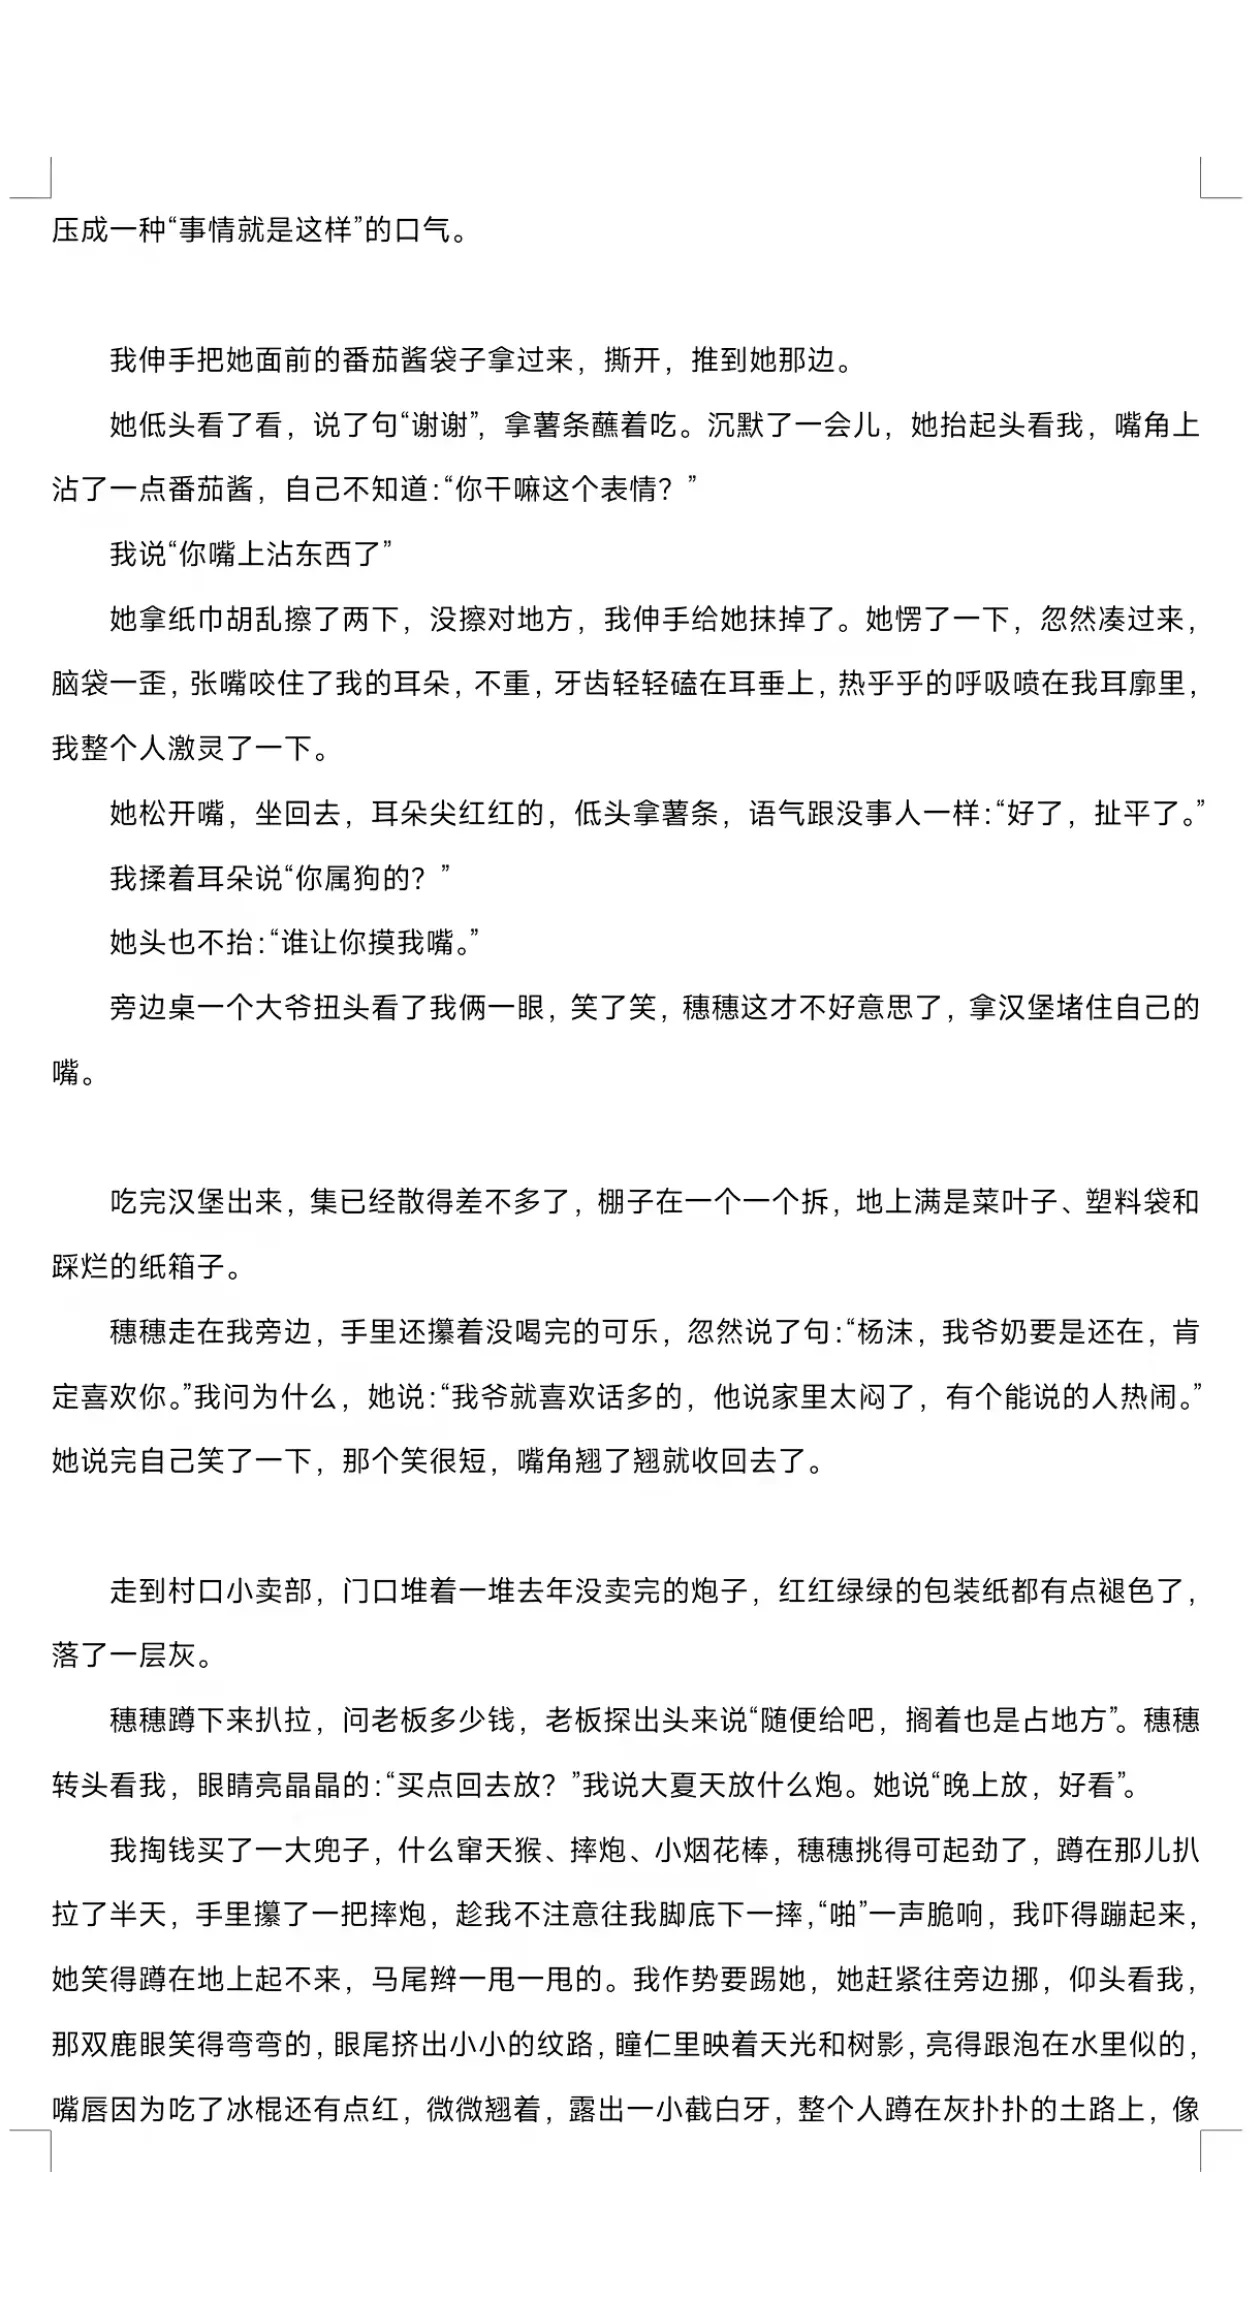 压成一种“事情就是这样”的口气。
我伸手把她面前的番茄酱袋子拿过来，撕开，推到她那边。
她低头看了看，说了句“谢谢”，拿薯条蘸着吃。沉默了一会儿，她抬起头看我，嘴角上
沾了一点番茄酱，自己不知道：“你干嘛这个表情？”
我说“你嘴上沾东西了”
她拿纸巾胡乱擦了两下，没擦对地方，我伸手给她抹掉了。她愣了一下，忽然凑过来，
脑袋一歪，张嘴咬住了我的耳朵，不重，牙齿轻轻磕在耳垂上，热乎乎的呼吸喷在我耳廓里，
我整个人激灵了一下。
她松开嘴，坐回去，耳朵尖红红的，低头拿薯条，语气跟没事人一样：“好了，扯平了。”
我揉着耳朵说“你属狗的？”
她头也不抬：“谁让你摸我嘴。”
旁边桌一个大爷扭头看了我俩一眼，笑了笑，穗穗这才不好意思了，拿汉堡堵住自己的
嘴。
吃完汉堡出来，集已经散得差不多了，棚子在一个一个拆，地上满是菜叶子、塑料袋和
踩烂的纸箱子。
穗穗走在我旁边，手里还攥着没喝完的可乐，忽然说了句：“杨沫，我爷奶要是还在，肯
定喜欢你。”我问为什么，她说：“我爷就喜欢话多的，他说家里太闷了，有个能说的人热闹。”
她说完自己笑了一下，那个笑很短，嘴角翘了翘就收回去了。
走到村口小卖部，门口堆着一堆去年没卖完的炮子，红红绿绿的包装纸都有点褪色了，
落了一层灰。
穗穗蹲下来扒拉，问老板多少钱，老板探出头来说“随便给吧，搁着也是占地方”。穗穗
转头看我，眼睛亮晶晶的：“买点回去放？”我说大夏天放什么炮。她说“晚上放，好看”。
我掏钱买了一大兜子，什么窜天猴、摔炮、小烟花棒，穗穗挑得可起劲了，蹲在那儿扒
拉了半天，手里攥了一把摔炮，趁我不注意往我脚底下一摔，“啪”一声脆响，我吓得蹦起来，
她笑得蹲在地上起不来，马尾辫一甩一甩的。我作势要踢她，她赶紧往旁边挪，仰头看我，
那双鹿眼笑得弯弯的，眼尾挤出小小的纹路，瞳仁里映着天光和树影，亮得跟泡在水里似的，
嘴唇因为吃了冰棍还有点红，微微翘着，露出一小截白牙，整个人蹲在灰扑扑的土路上，像